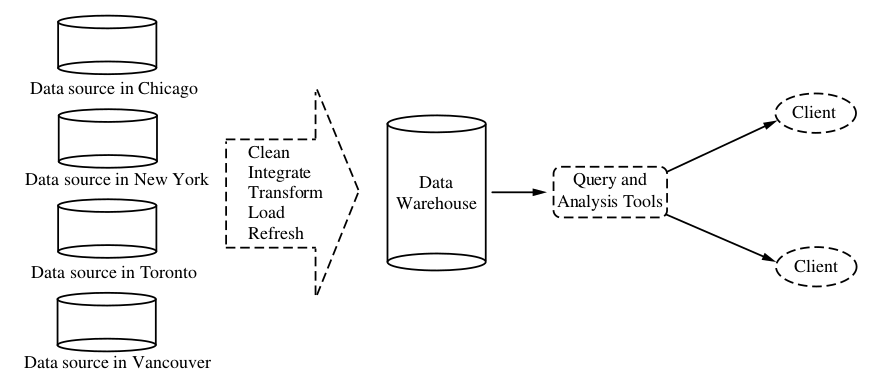 Data source in Chicago
Data source in New York
Data source in Toronto
Data source in Vancouver
Clean
Integrate
Transform
Load
Refresh
Data
Warehouse
Query and
Analysis Tools
Client
Client